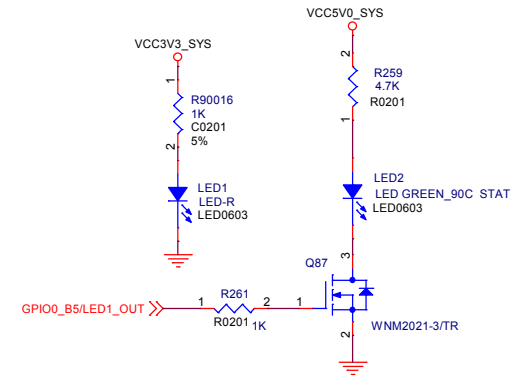 VCC5V0_SYS
VCC3V3_SYS
2
R259
4.7K
R0201
1
1
R90016
1K
C0201
5%
2
LED1
LED-R
LED0603
LED2
LED GREEN_90C STAT
LED0603
Q87
3
GPIO0_B5/LED1_OUT
1
R261
2
R0201 1K
1
WNM2021-3/TR
2